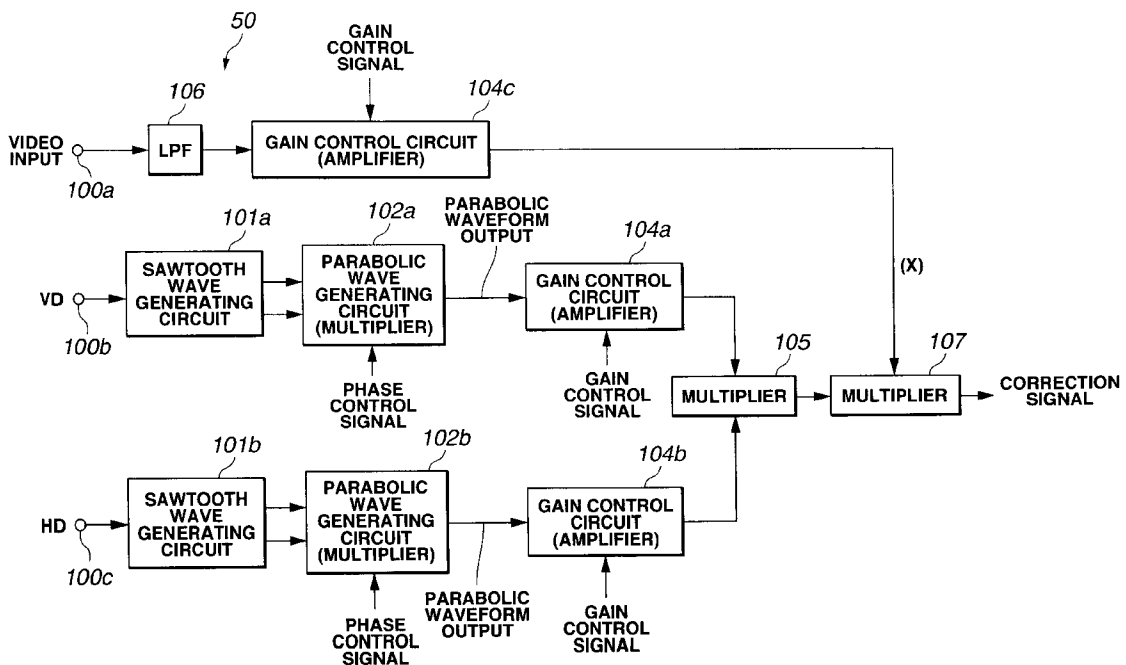 50
GAIN
CONTROL
SIGNAL
106
104c
VIDEO
INPUT
LPF
GAIN CONTROL CIRCUIT
(AMPLIFIER)
100a
101a
102a
PARABOLIC
WAVEFORM
OUTPUT
104a
(X)
VD
SAWTOOTH
WAVE
GENERATING
CIRCUIT
PARABOLIC
WAVE
GENERATING
CIRCUIT
(MULTIPLIER)
GAIN CONTROL
CIRCUIT
(AMPLIFIER)
100b
105
107
PHASE
CONTROL
SIGNAL
GAIN
CONTROL
SIGNAL
MULTIPLIER
MULTIPLIER
CORRECTION
SIGNAL
101b
102b
104b
HD
SAWTOOTH
WAVE
GENERATING
CIRCUIT
PARABOLIC
WAVE
GENERATING
CIRCUIT
(MULTIPLIER)
GAIN CONTROL
CIRCUIT
(AMPLIFIER)
100c
PHASE
CONTROL
SIGNAL
PARABOLIC
WAVEFORM
OUTPUT
GAIN
CONTROL
SIGNAL